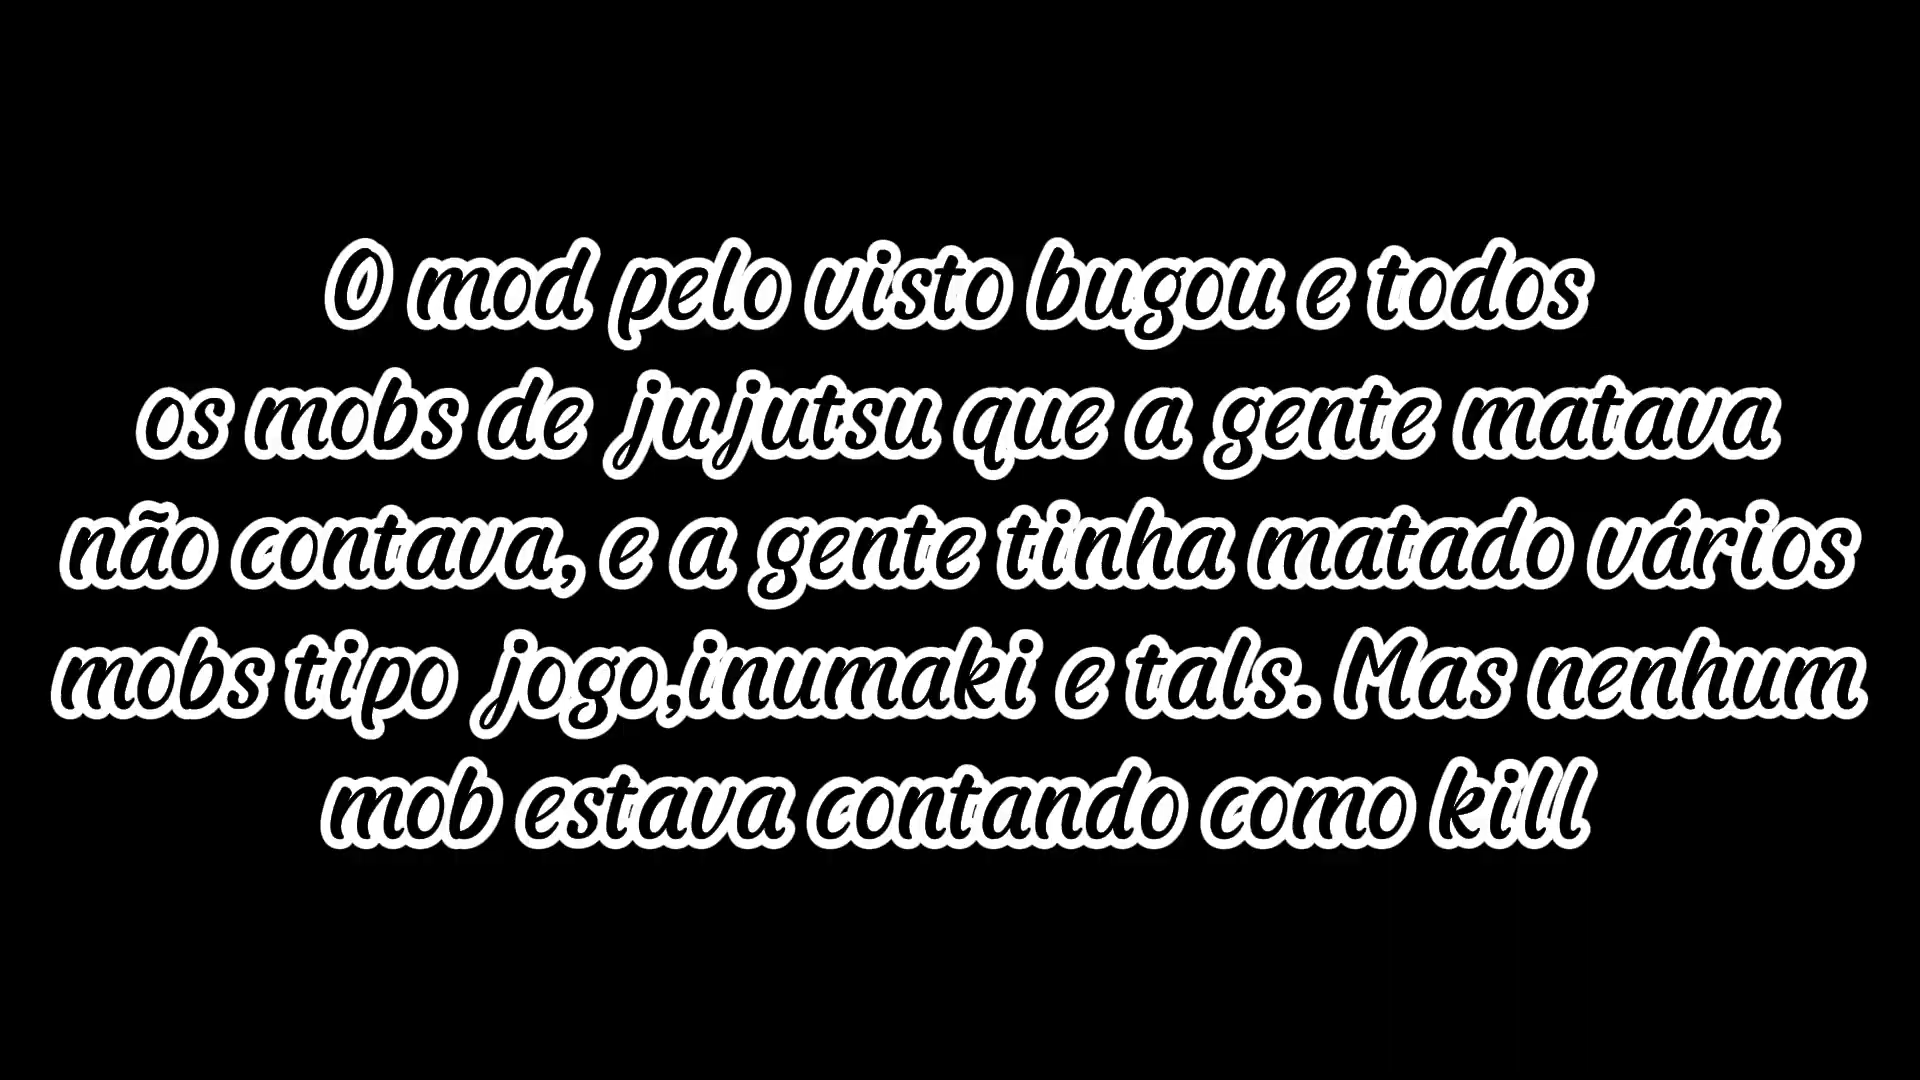 O mod pelo visto bugou e todos
os mobs de jujutsu que a gente matava
não contava, e a gente tinha matado vários
mobs tipo jogo,inumaki e tals. Mas nenhum
mob estava contando como kill